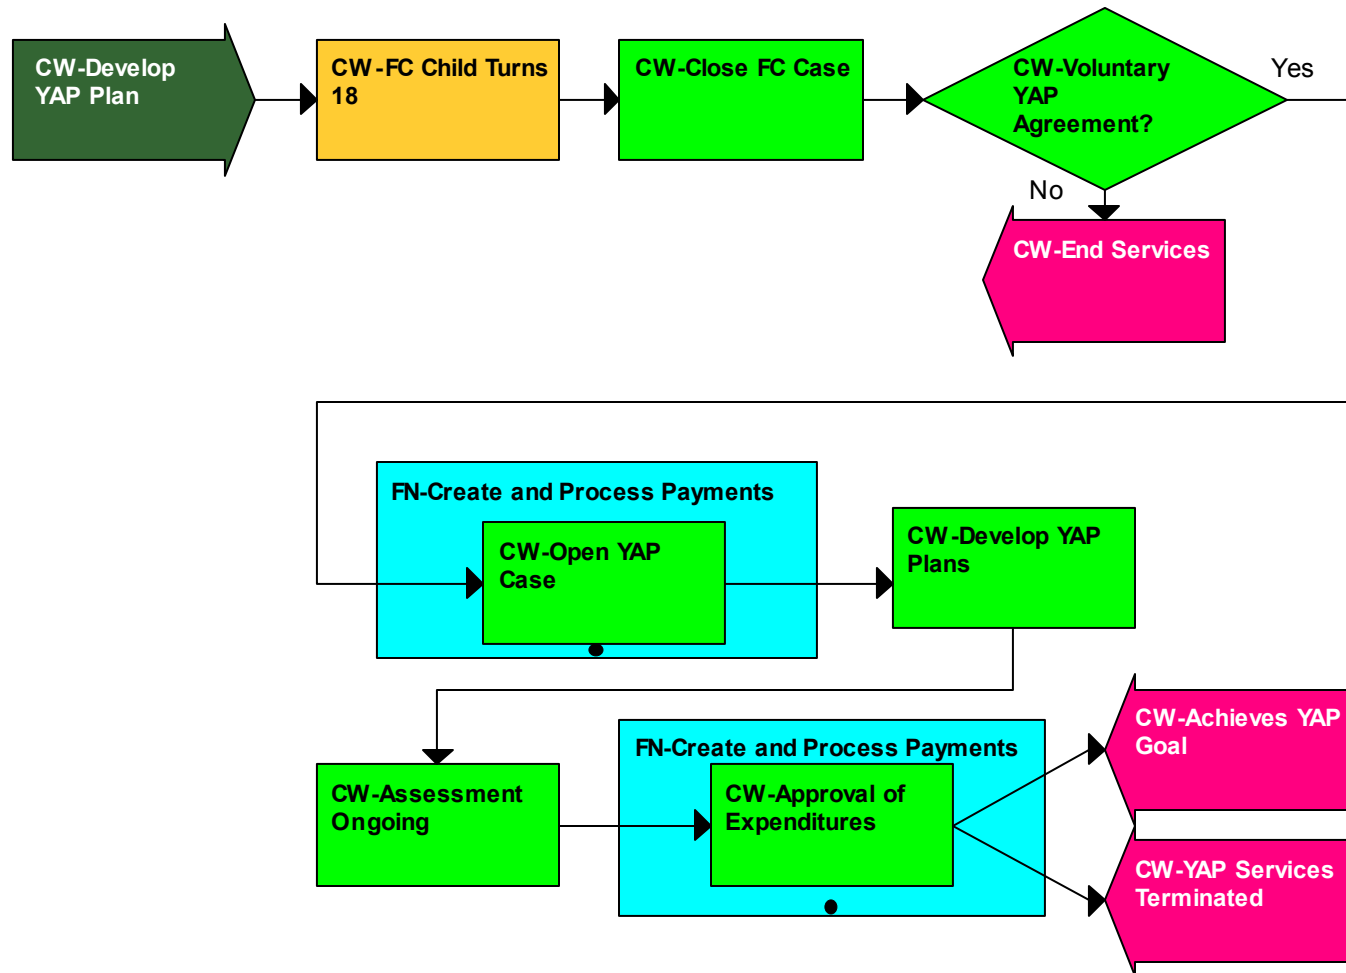 CW-Develop
YAP Plan
CW-FC Child Turns
18
CW-Close FC Case
CW-Voluntary
YAP
Agreement?
Yes
No
CW-End Services
FN-Create and Process Payments
CW-Open YAP
Case
CW-Develop YAP
Plans
CW-Assessment
Ongoing
FN-Create and Process Payments
CW-Approval of
Expenditures
CW-Achieves YAP
Goal
CW-YAP Services
Terminated